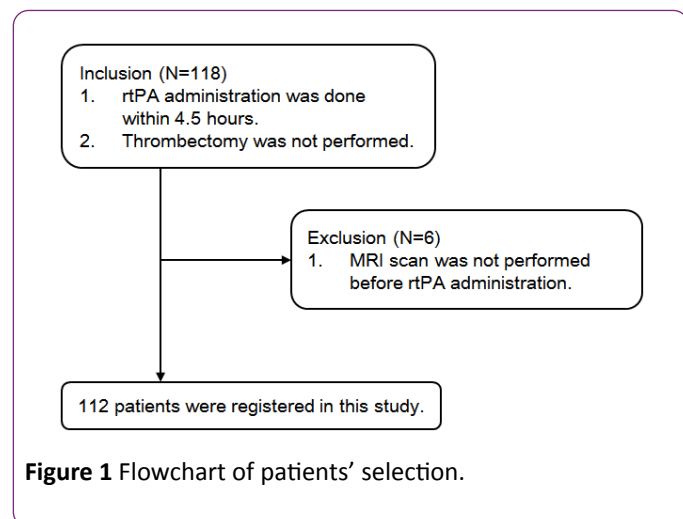 Inclusion (N=118)
1. rtPA administration was done
within 4.5 hours.
2. Thrombectomy was not performed.
Exclusion (N=6)
1. MRI scan was not performed
before rtPA administration.
112 patients were registered in this study.
Figure 1 Flowchart of patients’ selection.